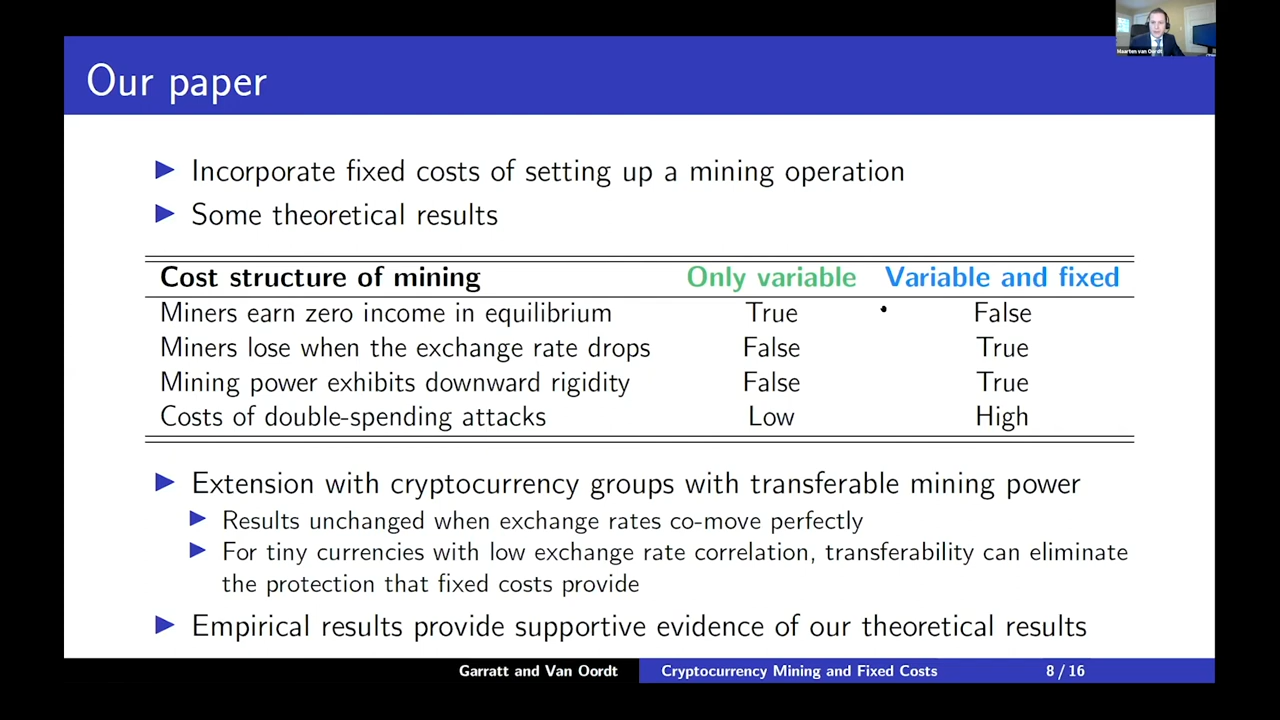 Maarten van Oordt
Our paper
Incorporate fixed costs of setting up a mining operation
Some theoretical results
Cost structure of mining Only variable Variable and fixed
Miners earn zero income in equilibrium True False
Miners lose when the exchange rate drops False True
Mining power exhibits downward rigidity False True
Costs of double-spending attacks Low High
Extension with cryptocurrency groups with transferable mining power
Results unchanged when exchange rates co-move perfectly
For tiny currencies with low exchange rate correlation, transferability can eliminate
the protection that fixed costs provide
Empirical results provide supportive evidence of our theoretical results
Garratt and Van Oordt Cryptocurrency Mining and Fixed Costs 8 / 16